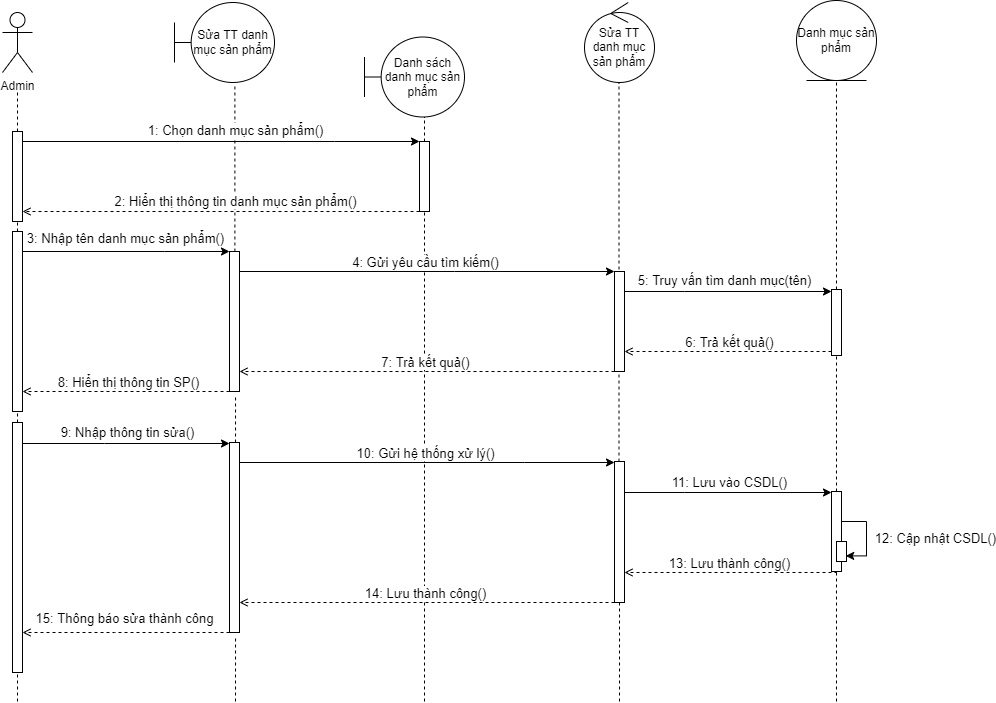 Admin
Sửa TT danh
mục sản phẩm
Danh sách
danh mục sản
phẩm
Sửa TT
danh mục
sản phẩm
Danh mục sản
phẩm
1: Chọn danh mục sản phẩm()
2: Hiển thị thông tin danh mục sản phẩm()
3: Nhập tên danh mục sản phẩm()
4: Gửi yêu cầu tìm kiếm()
5: Truy vấn tìm danh mục(tên)
6: Trả kết quả()
7: Trả kết quả()
8: Hiển thị thông tin SP()
9: Nhập thông tin sửa()
10: Gửi hệ thống xử lý()
11: Lưu vào CSDL()
12: Cập nhật CSDL()
13: Lưu thành công()
14: Lưu thành công()
15: Thông báo sửa thành công